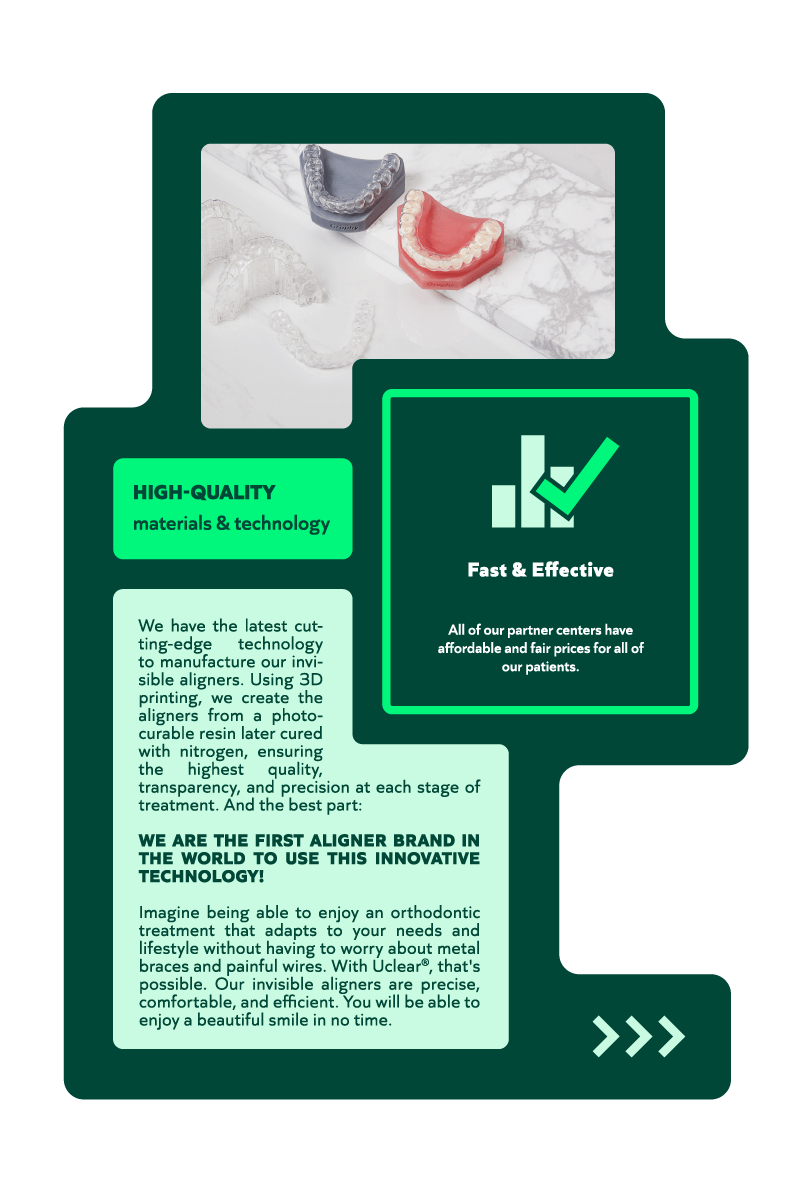 HIGH-QUALITY
materials & technology
Fast & Effective
All of our partner centers have
affordable and fair prices for all of
our patients.
We have the latest cut-
ting-edge technology
to manufacture our invi-
sible aligners. Using 3D
printing, we create the
aligners from a photo-
curable resin later cured
with nitrogen, ensuring
the highest quality,
transparency, and precision at each stage of
treatment. And the best part:
WE ARE THE FIRST ALIGNER BRAND IN
THE WORLD TO USE THIS INNOVATIVE
TECHNOLOGY!
Imagine being able to enjoy an orthodontic
treatment that adapts to your needs and
lifestyle without having to worry about metal
braces and painful wires. With Uclear®, that's
possible. Our invisible aligners are precise,
comfortable, and efficient. You will be able to
enjoy a beautiful smile in no time.